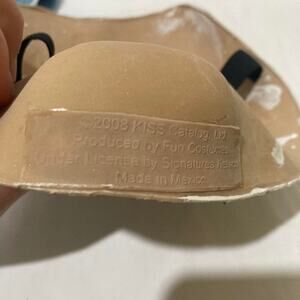 ©2008 KISS Catalog, Ltd
Produced by Fun Costumes
Under License by Signatures Network
Made in Mexico